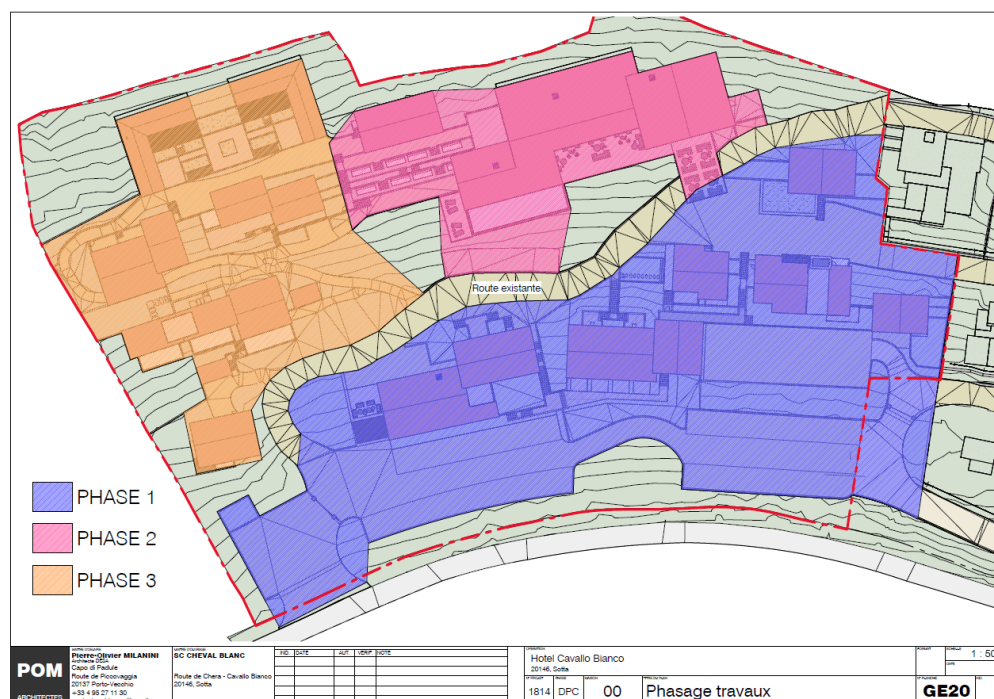 Route existante
PHASE 1
PHASE 2
PHASE 3
POM
ARCHITECTES
Pierre-Olivier MILANINI
Architecte DESA
Capo di Padule
Route de Piccovaggia
20137 Porto-Vecchio
+33 4 95 27 11 30
SC CHEVAL BLANC
Route de Chera - Cavallo Bianco
20146, Sotta
IND. DATE AUT. VERIF. NOTE
Hotel Cavallo Bianco
20146, Sotta
1814 DPC 00 Phasage travaux
1 : 50
GE20